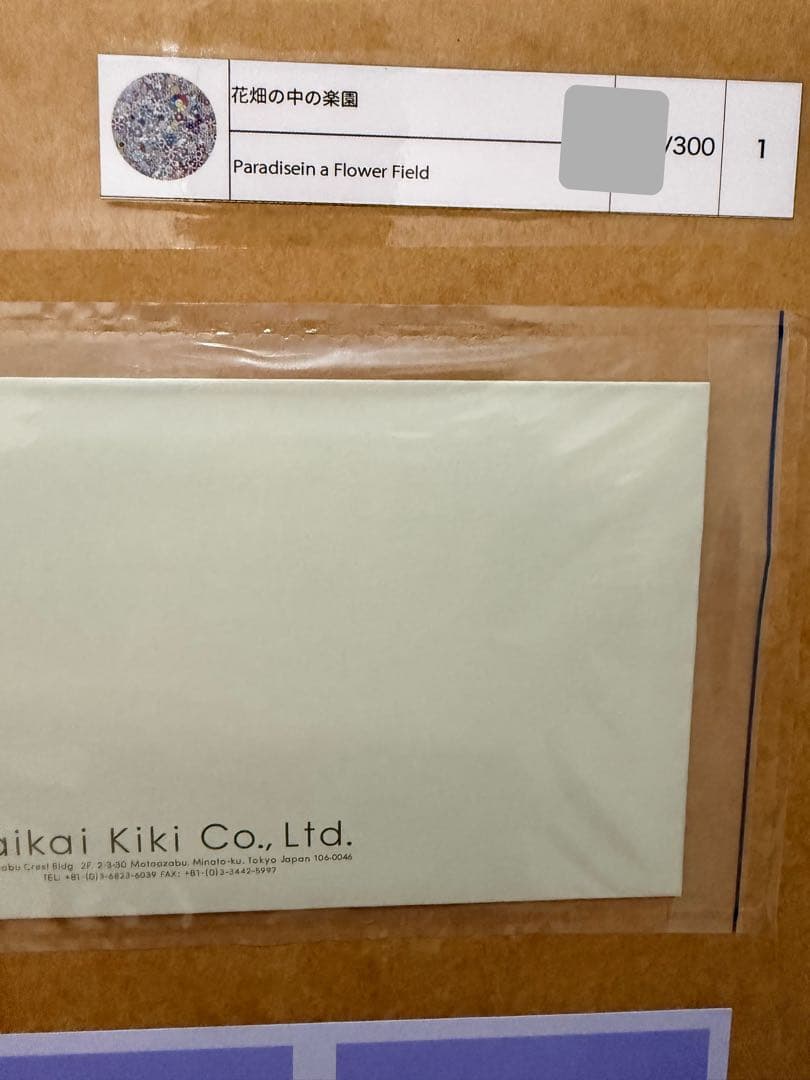 花畑の中の楽園
Paradisein a Flower Field
/300
1
aikai Kiki Co., Ltd.
abu Crest Bldg. 2F, 2-3-30 Motoazabu, Minato-ku, Tokyo Japan 106-0046
TEL: +81-(0)3-6823-6039 FAX: +81-(0)3-3442-5997